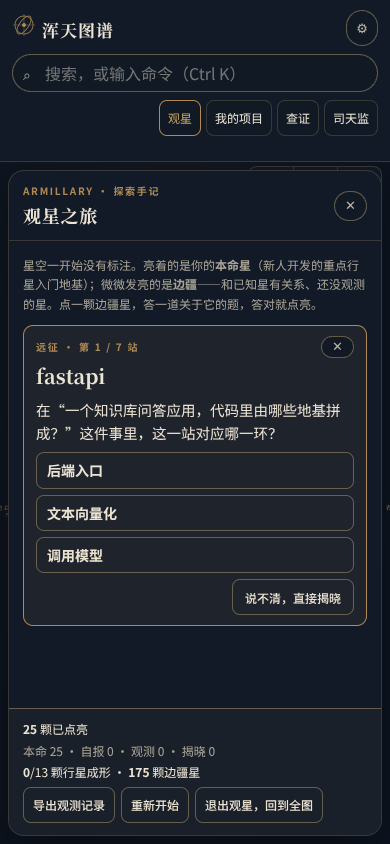 浑天图谱
搜索，或输入命令（Ctrl K）
观星 我的项目 查证 司天监
ARMILLARY · 探索手记
观星之旅
星空一开始没有标注。亮着的是你的本命星（新人开发的重点行
星入门地基）；微微发亮的是边疆——和已知星有关系、还没观测
的星。点一颗边疆星，答一道关于它的题，答对就点亮。
远征 · 第 1 / 7 站
fastapi
在“一个知识库问答应用，代码里由哪些地基拼
成？”这件事里，这一站对应哪一环？
后端入口
文本向量化
调用模型
说不清，直接揭晓
25 颗已点亮
本命 25 · 自报 0 · 观测 0 · 揭晓 0
0/13 颗行星成形 · 175 颗边疆星
导出观测记录 重新开始 退出观星，回到全图